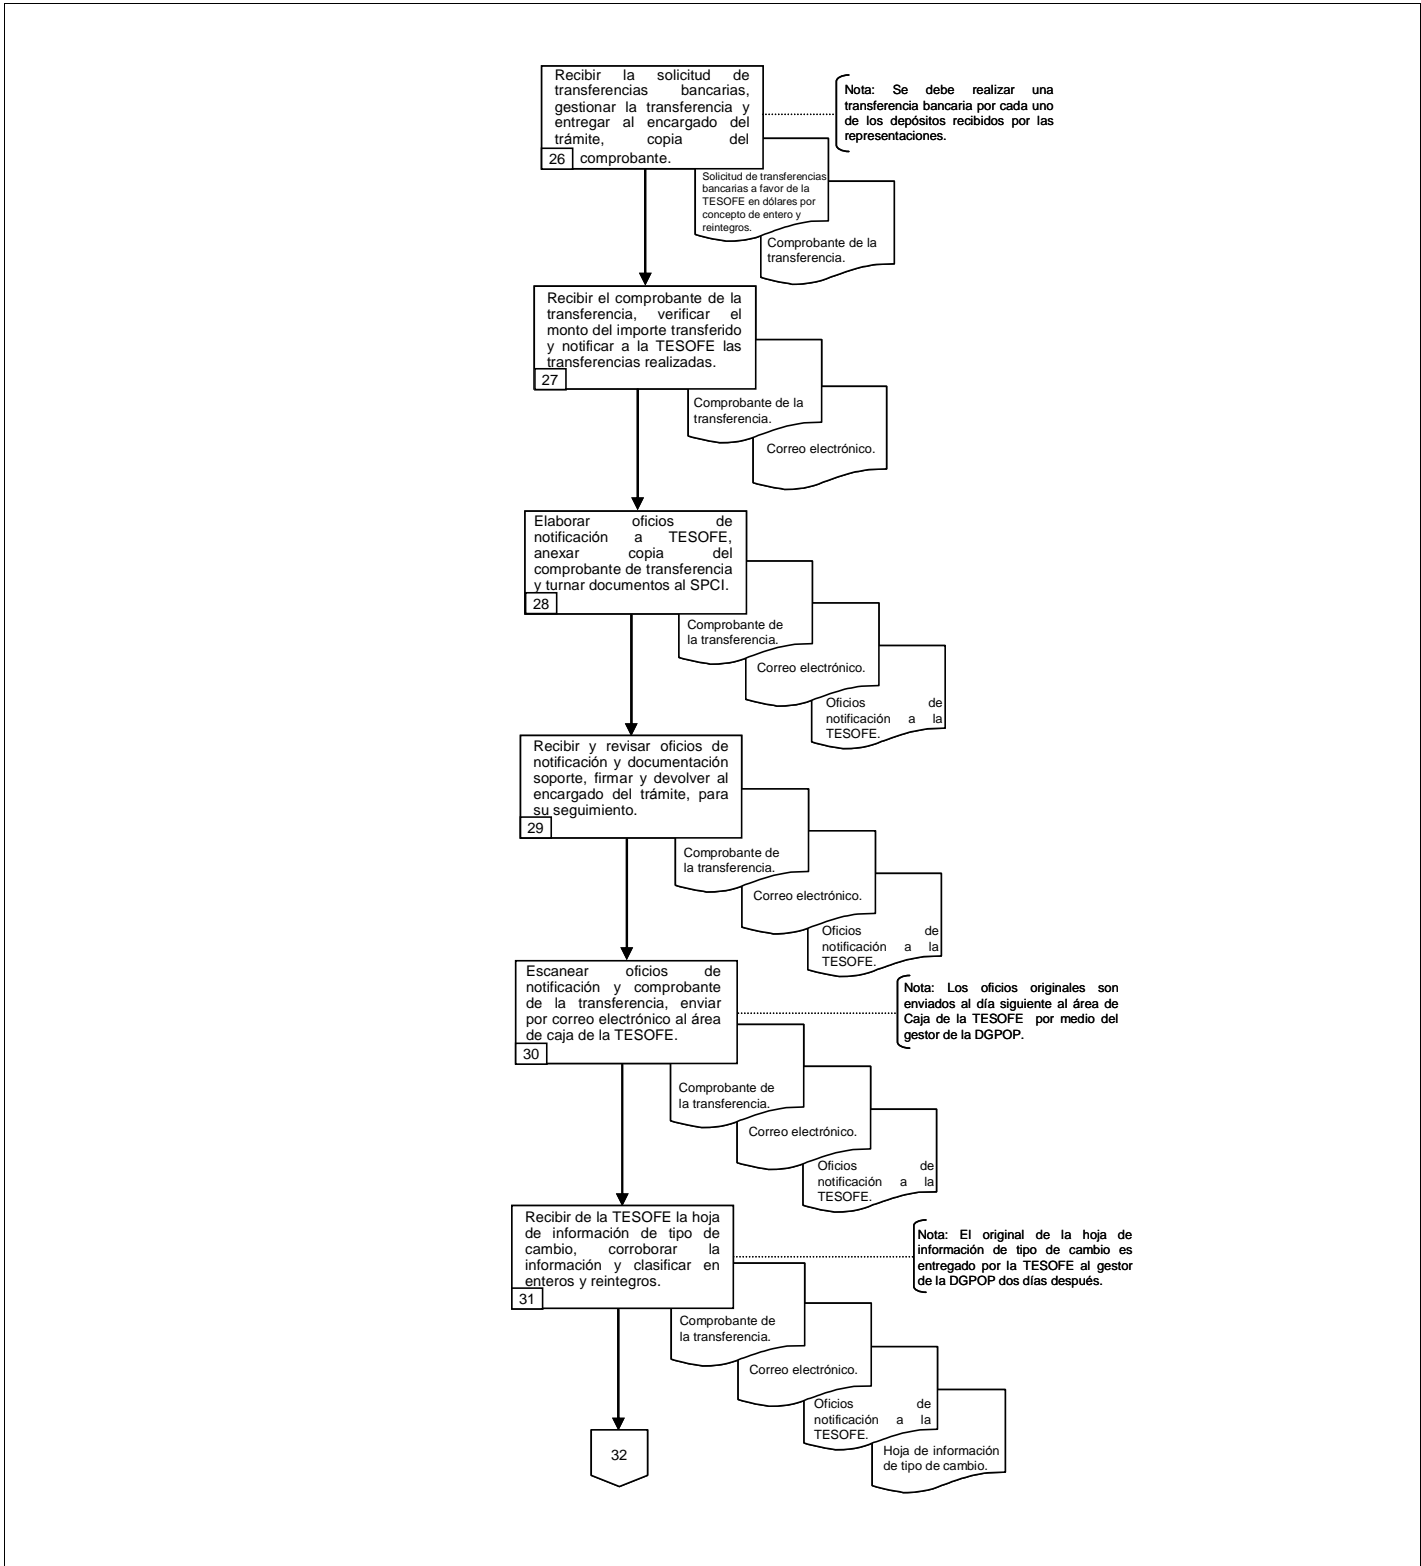 Recibir la solicitud de
transferencias bancarias,
gestionar la transferencia y
entregar al encargado del
trámite, copia del
comprobante.
26
Nota: Se debe realizar una
transferencia bancaria por cada uno
de los depósitos recibidos por las
representaciones.
Solicitud de transferencias
bancarias a favor de la
TESOFE en dólares por
concepto de entero y
reintegros.
Comprobante de la
transferencia.
Recibir el comprobante de la
transferencia, verificar el
monto del importe transferido
y notificar a la TESOFE las
transferencias realizadas.
27
Comprobante de la
transferencia.
Correo electrónico.
Elaborar oficios de
notificación a TESOFE,
anexar copia del
comprobante de transferencia
y turnar documentos al SPCI.
28
Comprobante de
la transferencia.
Correo electrónico.
Oficios de
notificación a la
TESOFE.
Recibir y revisar oficios de
notificación y documentación
soporte, firmar y devolver al
encargado del trámite, para
su seguimiento.
29
Comprobante de
la transferencia.
Correo electrónico.
Oficios de
notificación a la
TESOFE.
Escanear oficios de
notificación y comprobante
de la transferencia, enviar
por correo electrónico al área
de caja de la TESOFE.
30
Nota: Los oficios originales son
enviados al día siguiente al área de
Caja de la TESOFE por medio del
gestor de la DGPOP.
Comprobante de
la transferencia.
Correo electrónico.
Oficios de
notificación a la
TESOFE.
Recibir de la TESOFE la hoja
de información de tipo de
cambio, corroborar la
información y clasificar en
enteros y reintegros.
31
Nota: El original de la hoja de
información de tipo de cambio es
entregado por la TESOFE al gestor
de la DGPOP dos días después.
Comprobante de
la transferencia.
Correo electrónico.
Oficios de
notificación a la
TESOFE.
Hoja de información
de tipo de cambio.
32